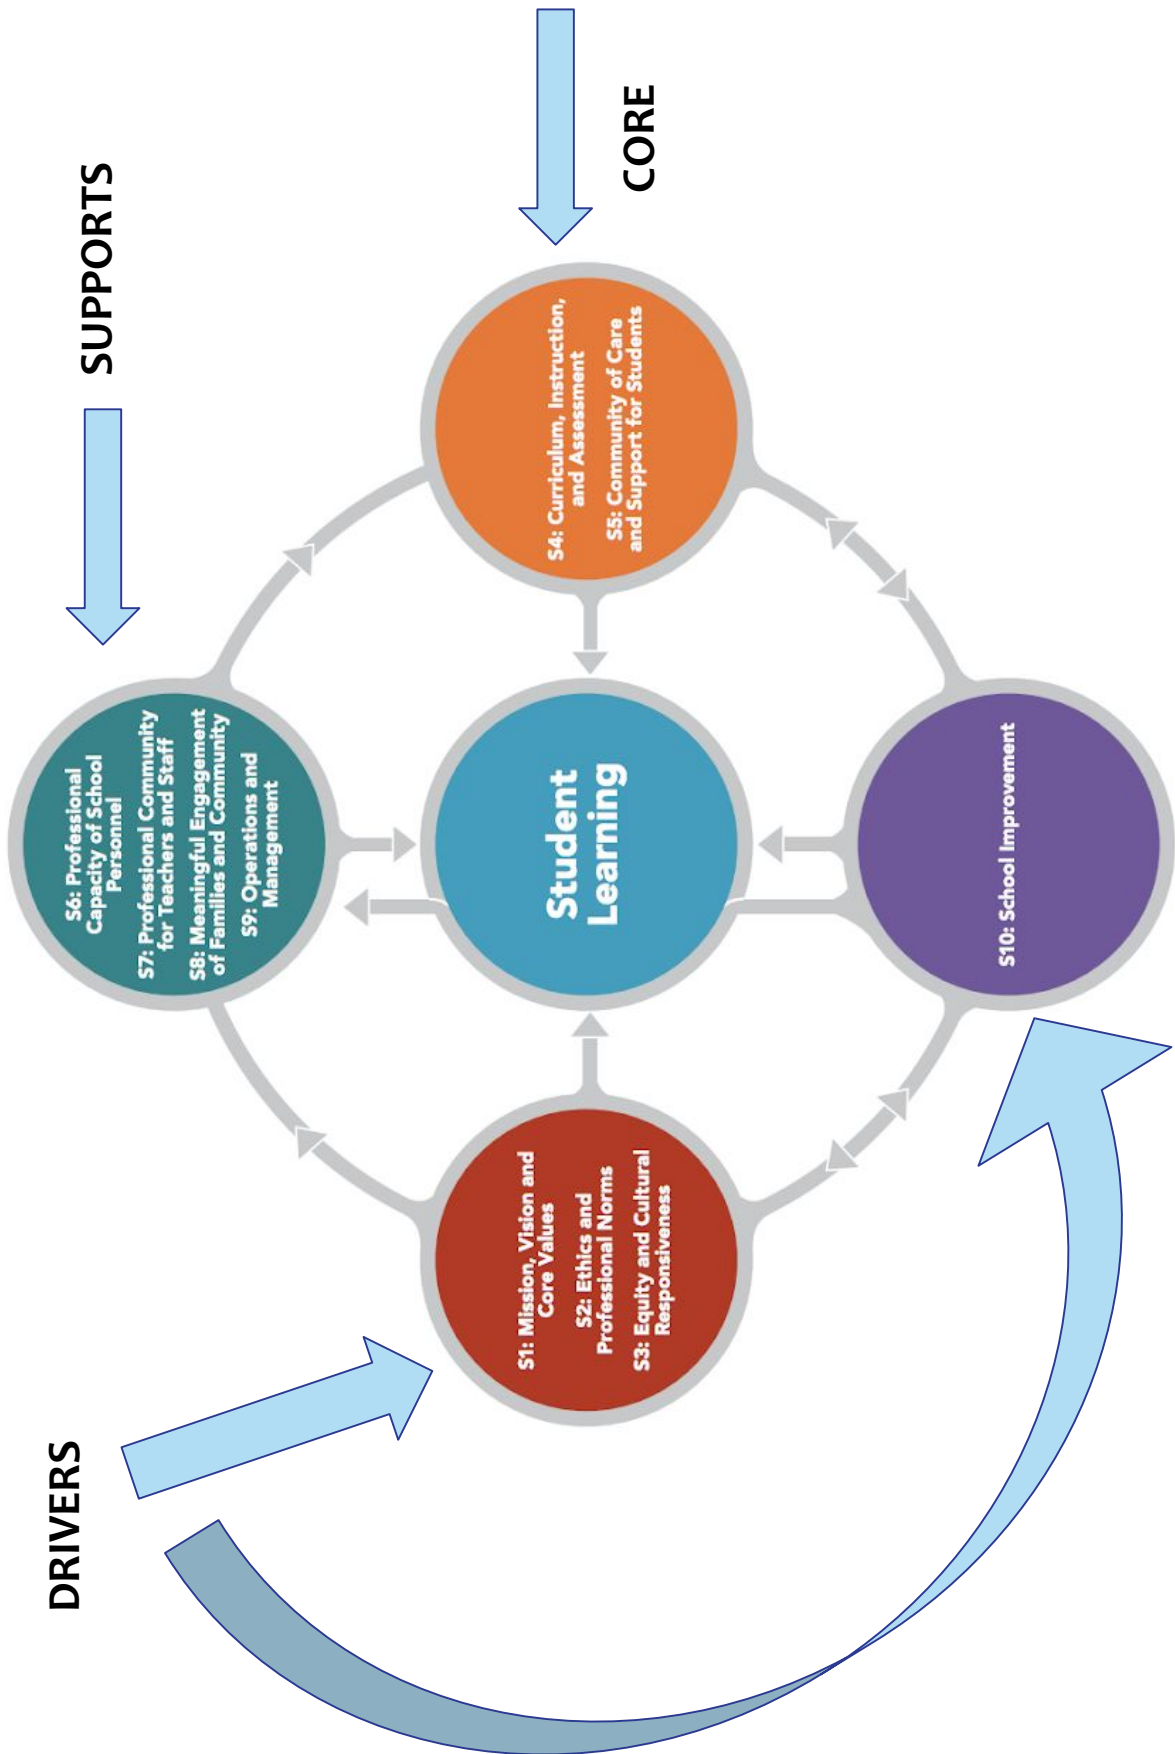 DRIVERS
SUPPORTS
CORE
S6: Professional
Capacity of School
Personnel
S7: Professional Community
for Teachers and Staff
S8: Meaningful Engagement
of Families and Community
S9: Operations and
Management
S1: Mission, Vision and
Core Values
S2: Ethics and
Professional Norms
S3: Equity and Cultural
Responsiveness
Student
Learning
S4: Curriculum, Instruction,
and Assessment
S5: Community of Care
and Support for Students
S10: School Improvement